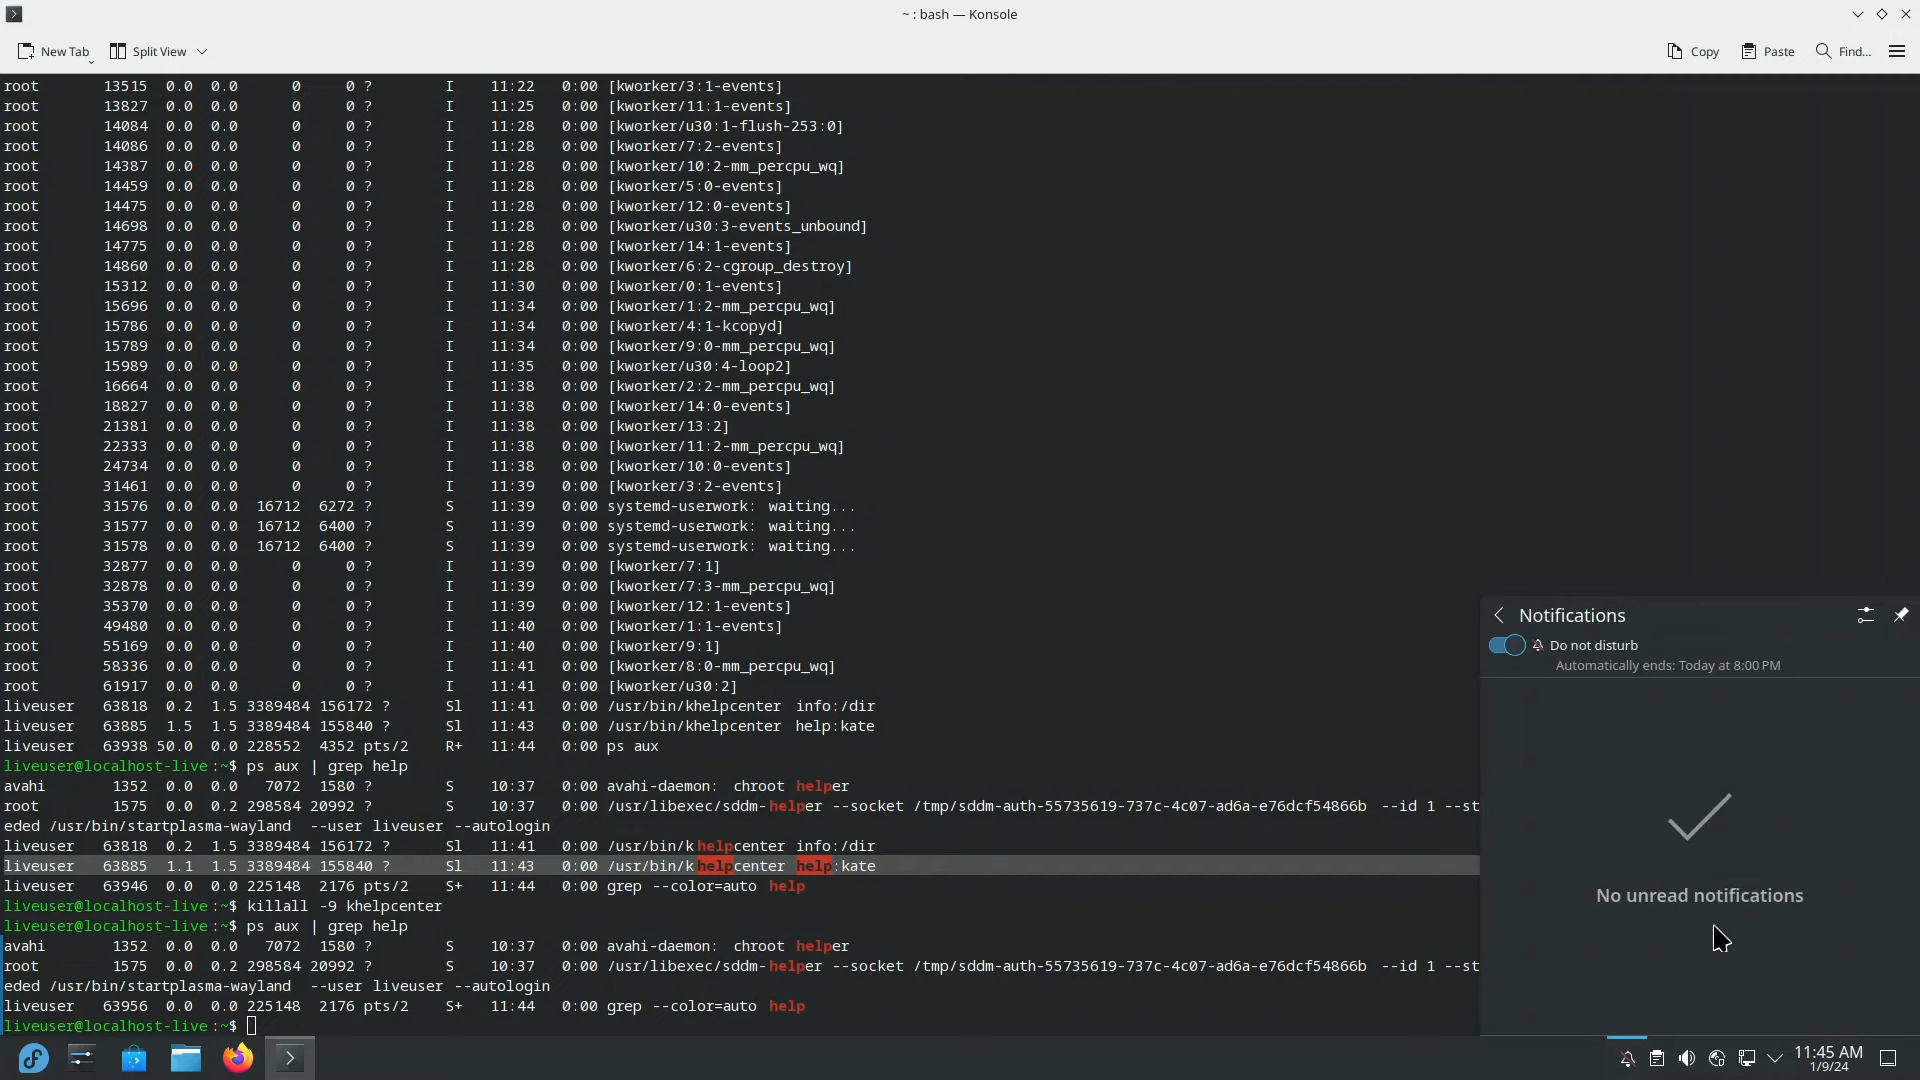 ~ : bash — Konsole
New Tab Split View Copy Paste Find...
root 13515 0.0 0.0 0 0 ? I 11:22 0:00 [kworker/3:1-events]
root 13827 0.0 0.0 0 0 ? I 11:25 0:00 [kworker/11:1-events]
root 14084 0.0 0.0 0 0 ? I 11:28 0:00 [kworker/u30:1-flush-253:0]
root 14086 0.0 0.0 0 0 ? I 11:28 0:00 [kworker/7:2-events]
root 14387 0.0 0.0 0 0 ? I 11:28 0:00 [kworker/10:2-mm_percpu_wq]
root 14459 0.0 0.0 0 0 ? I 11:28 0:00 [kworker/5:0-events]
root 14475 0.0 0.0 0 0 ? I 11:28 0:00 [kworker/12:0-events]
root 14698 0.0 0.0 0 0 ? I 11:28 0:00 [kworker/u30:3-events_unbound]
root 14775 0.0 0.0 0 0 ? I 11:28 0:00 [kworker/14:1-events]
root 14860 0.0 0.0 0 0 ? I 11:28 0:00 [kworker/6:2-cgroup_destroy]
root 15312 0.0 0.0 0 0 ? I 11:30 0:00 [kworker/0:1-events]
root 15696 0.0 0.0 0 0 ? I 11:34 0:00 [kworker/1:2-mm_percpu_wq]
root 15786 0.0 0.0 0 0 ? I 11:34 0:00 [kworker/4:1-kcopyd]
root 15789 0.0 0.0 0 0 ? I 11:34 0:00 [kworker/9:0-mm_percpu_wq]
root 15989 0.0 0.0 0 0 ? I 11:35 0:00 [kworker/u30:4-loop2]
root 16664 0.0 0.0 0 0 ? I 11:38 0:00 [kworker/2:2-mm_percpu_wq]
root 18827 0.0 0.0 0 0 ? I 11:38 0:00 [kworker/14:0-events]
root 21381 0.0 0.0 0 0 ? I 11:38 0:00 [kworker/13:2]
root 22333 0.0 0.0 0 0 ? I 11:38 0:00 [kworker/11:2-mm_percpu_wq]
root 24734 0.0 0.0 0 0 ? I 11:38 0:00 [kworker/10:0-events]
root 31461 0.0 0.0 0 0 ? I 11:39 0:00 [kworker/3:2-events]
root 31576 0.0 0.0 16712 6272 ? S 11:39 0:00 systemd-userwork: waiting...
root 31577 0.0 0.0 16712 6400 ? S 11:39 0:00 systemd-userwork: waiting...
root 31578 0.0 0.0 16712 6400 ? S 11:39 0:00 systemd-userwork: waiting...
root 32877 0.0 0.0 0 0 ? I 11:39 0:00 [kworker/7:1]
root 32878 0.0 0.0 0 0 ? I 11:39 0:00 [kworker/7:3-mm_percpu_wq]
root 35370 0.0 0.0 0 0 ? I 11:39 0:00 [kworker/12:1-events]
root 49480 0.0 0.0 0 0 ? I 11:40 0:00 [kworker/1:1-events]
root 55169 0.0 0.0 0 0 ? I 11:40 0:00 [kworker/9:1]
root 58336 0.0 0.0 0 0 ? I 11:41 0:00 [kworker/8:0-mm_percpu_wq]
root 61917 0.0 0.0 0 0 ? I 11:41 0:00 [kworker/u30:2]
liveuser 63818 0.2 1.5 3389484 156172 ? Sl 11:41 0:00 /usr/bin/khelpcenter info:/dir
liveuser 63885 1.5 1.5 3389484 155840 ? Sl 11:43 0:00 /usr/bin/khelpcenter help:kate
liveuser 63938 50.0 0.0 228552 4352 pts/2 R+ 11:44 0:00 ps aux
liveuser@localhost-live:~$ ps aux | grep help
avahi 1352 0.0 0.0 7072 1580 ? S 10:37 0:00 avahi-daemon: chroot helper
root 1575 0.0 0.2 298584 20992 ? S 10:37 0:00 /usr/libexec/sddm-helper --socket /tmp/sddm-auth-55735619-737c-4c07-ad6a-e76dcf54866b --id 1 --st
eded /usr/bin/startplasma-wayland --user liveuser --autologin
liveuser 63818 0.2 1.5 3389484 156172 ? Sl 11:41 0:00 /usr/bin/khelpcenter info:/dir
liveuser 63885 1.1 1.5 3389484 155840 ? Sl 11:43 0:00 /usr/bin/khelpcenter help:kate
liveuser 63946 0.0 0.0 225148 2176 pts/2 S+ 11:44 0:00 grep --color=auto help
liveuser@localhost-live:~$ killall -9 khelpcenter
liveuser@localhost-live:~$ ps aux | grep help
avahi 1352 0.0 0.0 7072 1580 ? S 10:37 0:00 avahi-daemon: chroot helper
root 1575 0.0 0.2 298584 20992 ? S 10:37 0:00 /usr/libexec/sddm-helper --socket /tmp/sddm-auth-55735619-737c-4c07-ad6a-e76dcf54866b --id 1 --st
eded /usr/bin/startplasma-wayland --user liveuser --autologin
liveuser 63956 0.0 0.0 225148 2176 pts/2 S+ 11:44 0:00 grep --color=auto help
liveuser@localhost-live:~$
Notifications
Do not disturb
Automatically ends: Today at 8:00 PM
No unread notifications
11:45 AM
1/9/24